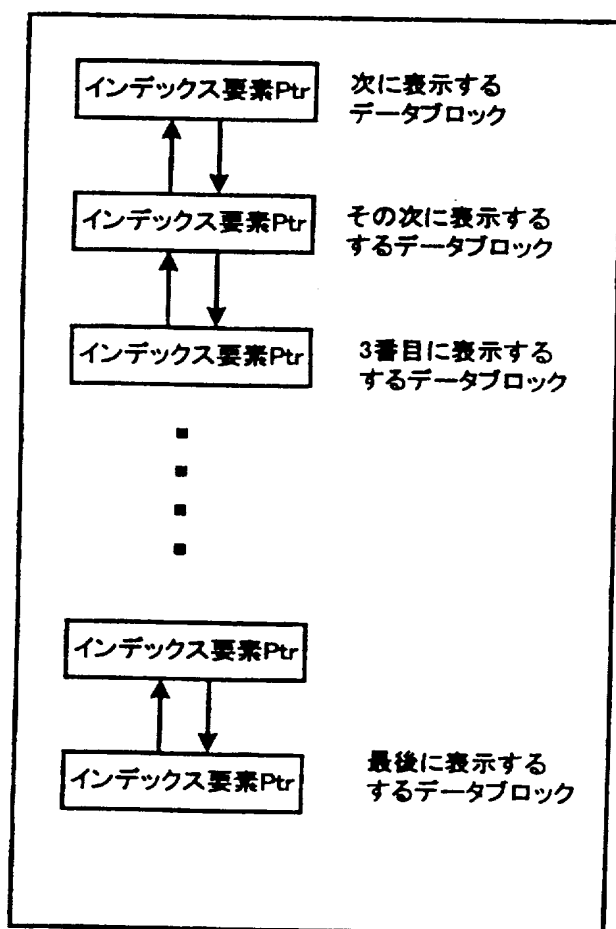 インデックス要素Ptr
次に表示する
データブロック
インデックス要素Ptr
その次に表示する
するデータブロック
インデックス要素Ptr
3番目に表示する
するデータブロック
インデックス要素Ptr
インデックス要素Ptr
最後に表示する
するデータブロック